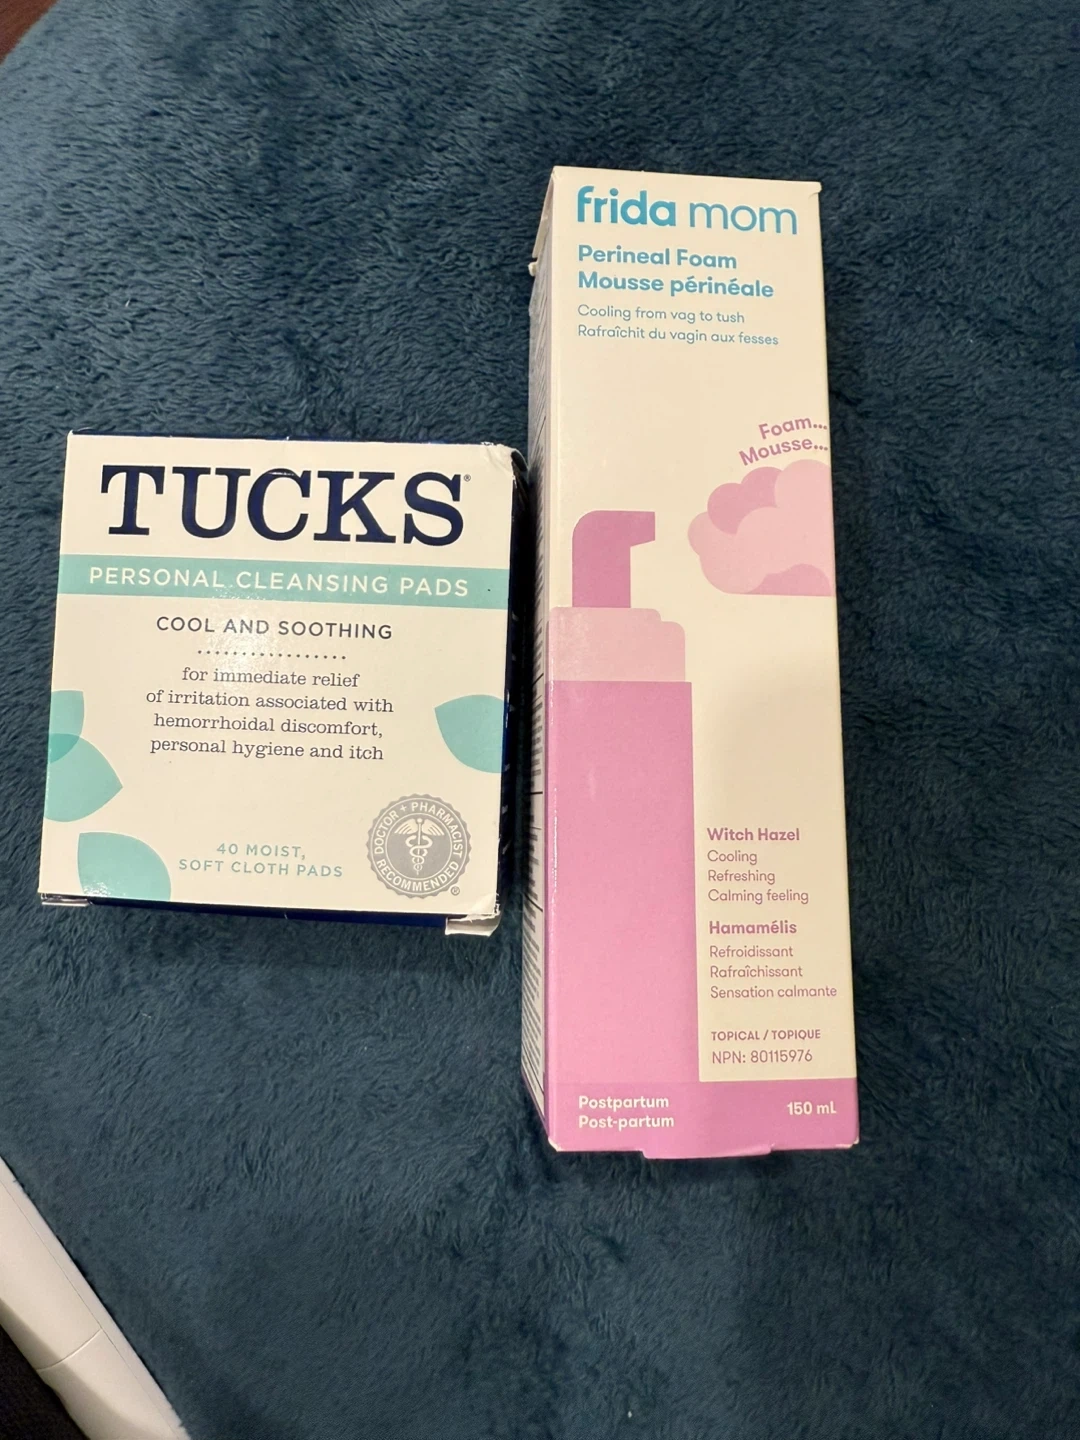 TUCKS®
PERSONAL CLEANSING PADS
COOL AND SOOTHING
for immediate relief
of irritation associated with
hemorrhoidal discomfort,
personal hygiene and itch
40 MOIST,
SOFT CLOTH PADS
DOCTOR + PHARMACIST
RECOMMENDED
®
frida mom
Perineal Foam
Mousse périnéale
Cooling from vag to tush
Rafraîchit du vagin aux fesses
Foam...
Mousse...
Witch Hazel
Cooling
Refreshing
Calming feeling
Hamamélis
Refroidissant
Rafraîchissant
Sensation calmante
TOPICAL / TOPIQUE
NPN: 80115976
Postpartum
Post-partum
150 mL